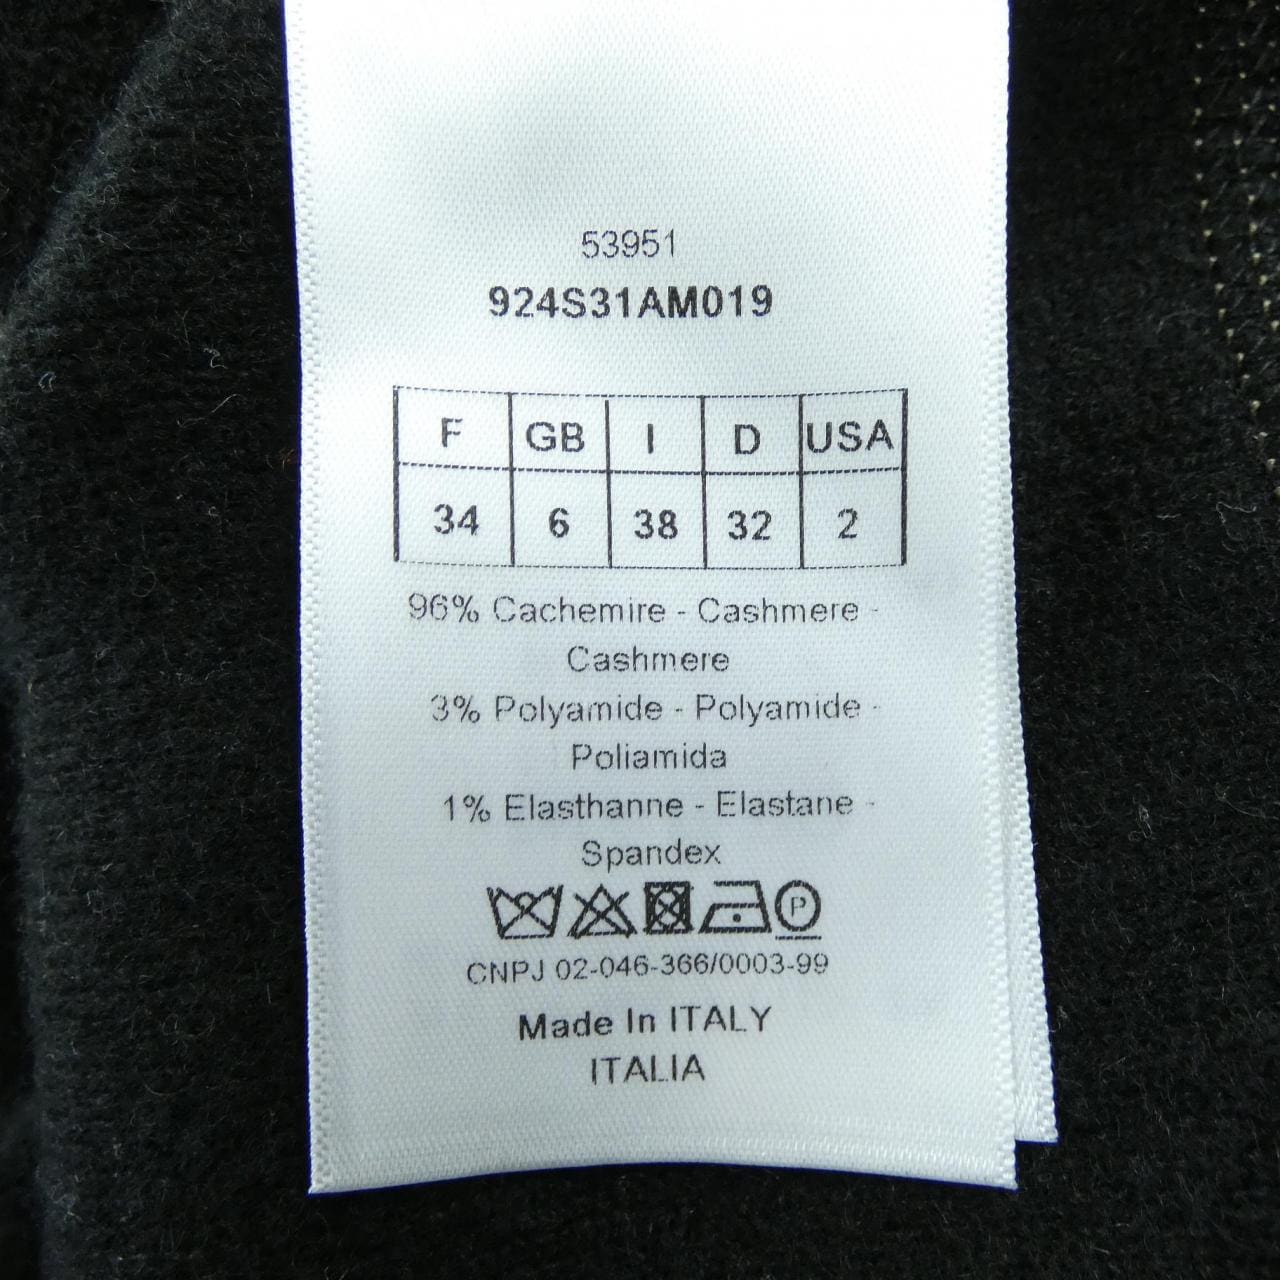 53951
924S31AM019
F GB I D USA
34 6 38 32 2
96% Cachemire - Cashmere -
Cashmere
3% Polyamide - Polyamide -
Poliamida
1% Elasthanne - Elastane -
Spandex
P
CNPJ 02-046-366/0003-99
Made In ITALY
ITALIA